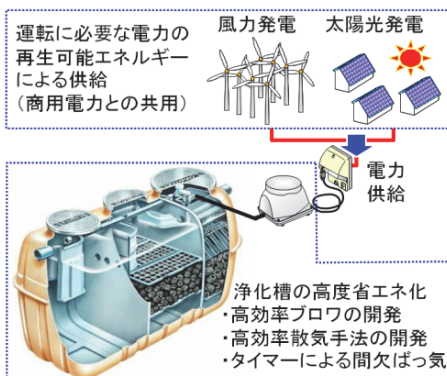 運転に必要な電力の
再生可能エネルギー
による供給
(商用電力との共用)
風力発電
太陽光発電
電力
供給
浄化槽の高度省エネ化
・高効率ブロワの開発
・高効率散気手法の開発
・タイマーによる間欠ばっ気